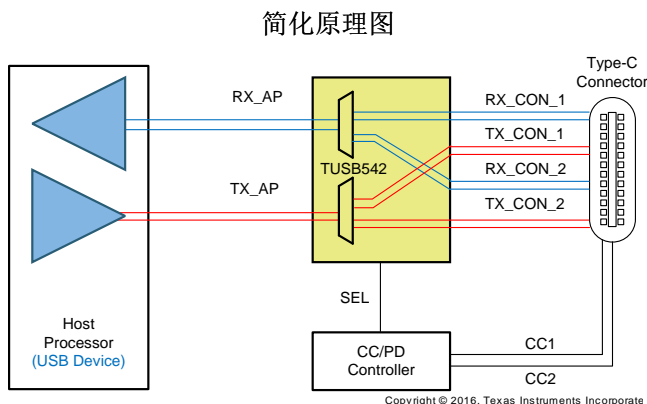 简化原理图
Type-C
Connector
RX_AP
RX_CON_1
TX_CON_1
TUSB542
RX_CON_2
TX_AP
TX_CON_2
SEL
Host
Processor
(USB Device)
CC/PD
Controller
CC1
CC2
Copyright © 2016, Texas Instruments Incorporate